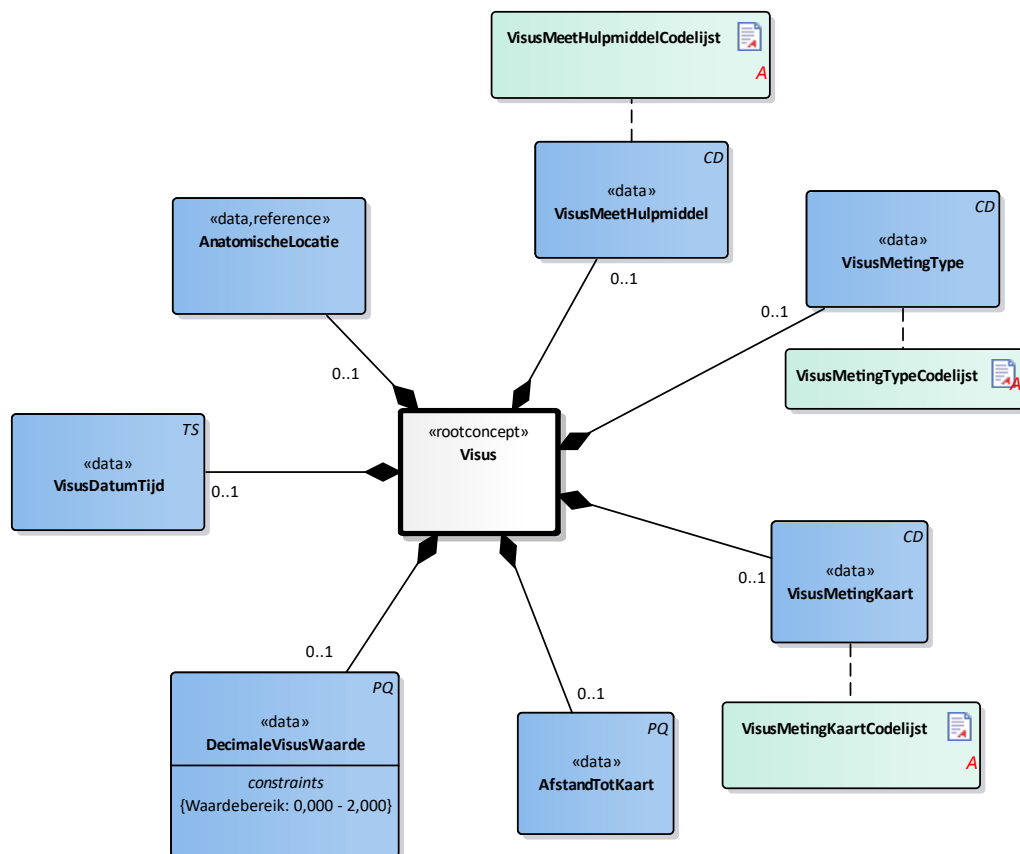 VisusMeetHulpmiddelCodelijst
A
CD
«data»
VisusMeetHulpmiddel
0..1
«data,reference»
AnatomischeLocatie
0..1
CD
«data»
VisusMetingType
0..1
VisusMetingTypeCodelijst
A
«rootconcept»
Visus
TS
«data»
VisusDatumTijd
0..1
CD
«data»
VisusMetingKaart
0..1
VisusMetingKaartCodelijst
A
PQ
«data»
DecimaleVisusWaarde
constraints
{Waardebereik: 0,000 - 2,000}
0..1
PQ
«data»
AfstandTotKaart
0..1